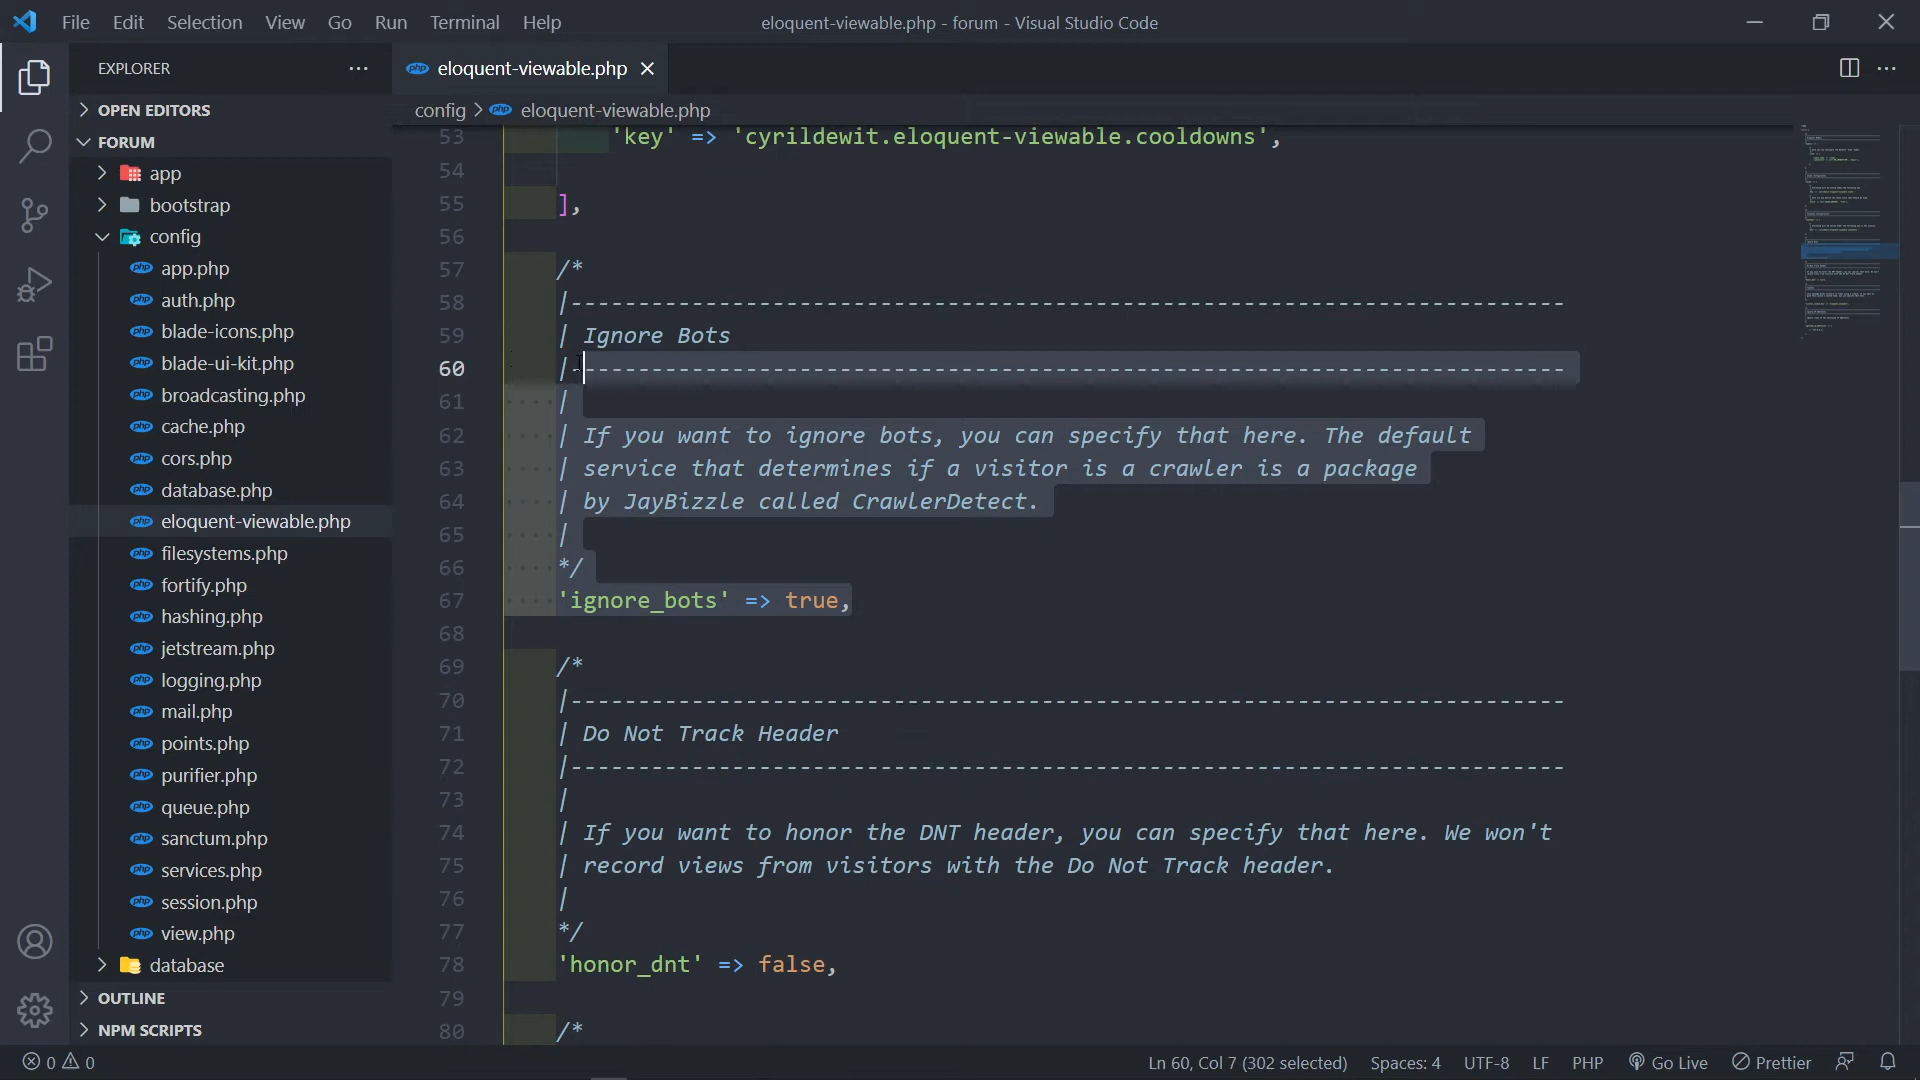 File Edit Selection View Go Run Terminal Help
eloquent-viewable.php - forum - Visual Studio Code
EXPLORER
OPEN EDITORS
FORUM
app
bootstrap
config
app.php
auth.php
blade-icons.php
blade-ui-kit.php
broadcasting.php
cache.php
cors.php
database.php
eloquent-viewable.php
filesystems.php
fortify.php
hashing.php
jetstream.php
logging.php
mail.php
points.php
purifier.php
queue.php
sanctum.php
services.php
session.php
view.php
database
OUTLINE
NPM SCRIPTS
php eloquent-viewable.php
config > php eloquent-viewable.php
53 'key' => 'cyrildewit.eloquent-viewable.cooldowns',
54
55 ],
56
57 /*
58 |--------------------------------------------------------------------------
59 | Ignore Bots
60 |--------------------------------------------------------------------------
61 |
62 | If you want to ignore bots, you can specify that here. The default
63 | service that determines if a visitor is a crawler is a package
64 | by JayBizzle called CrawlerDetect.
65 |
66 */
67 'ignore_bots' => true,
68
69 /*
70 |--------------------------------------------------------------------------
71 | Do Not Track Header
72 |--------------------------------------------------------------------------
73 |
74 | If you want to honor the DNT header, you can specify that here. We won't
75 | record views from visitors with the Do Not Track header.
76 |
77 */
78 'honor_dnt' => false,
79
80 /*
0 0
Ln 60, Col 7 (302 selected) Spaces: 4 UTF-8 LF PHP Go Live Prettier